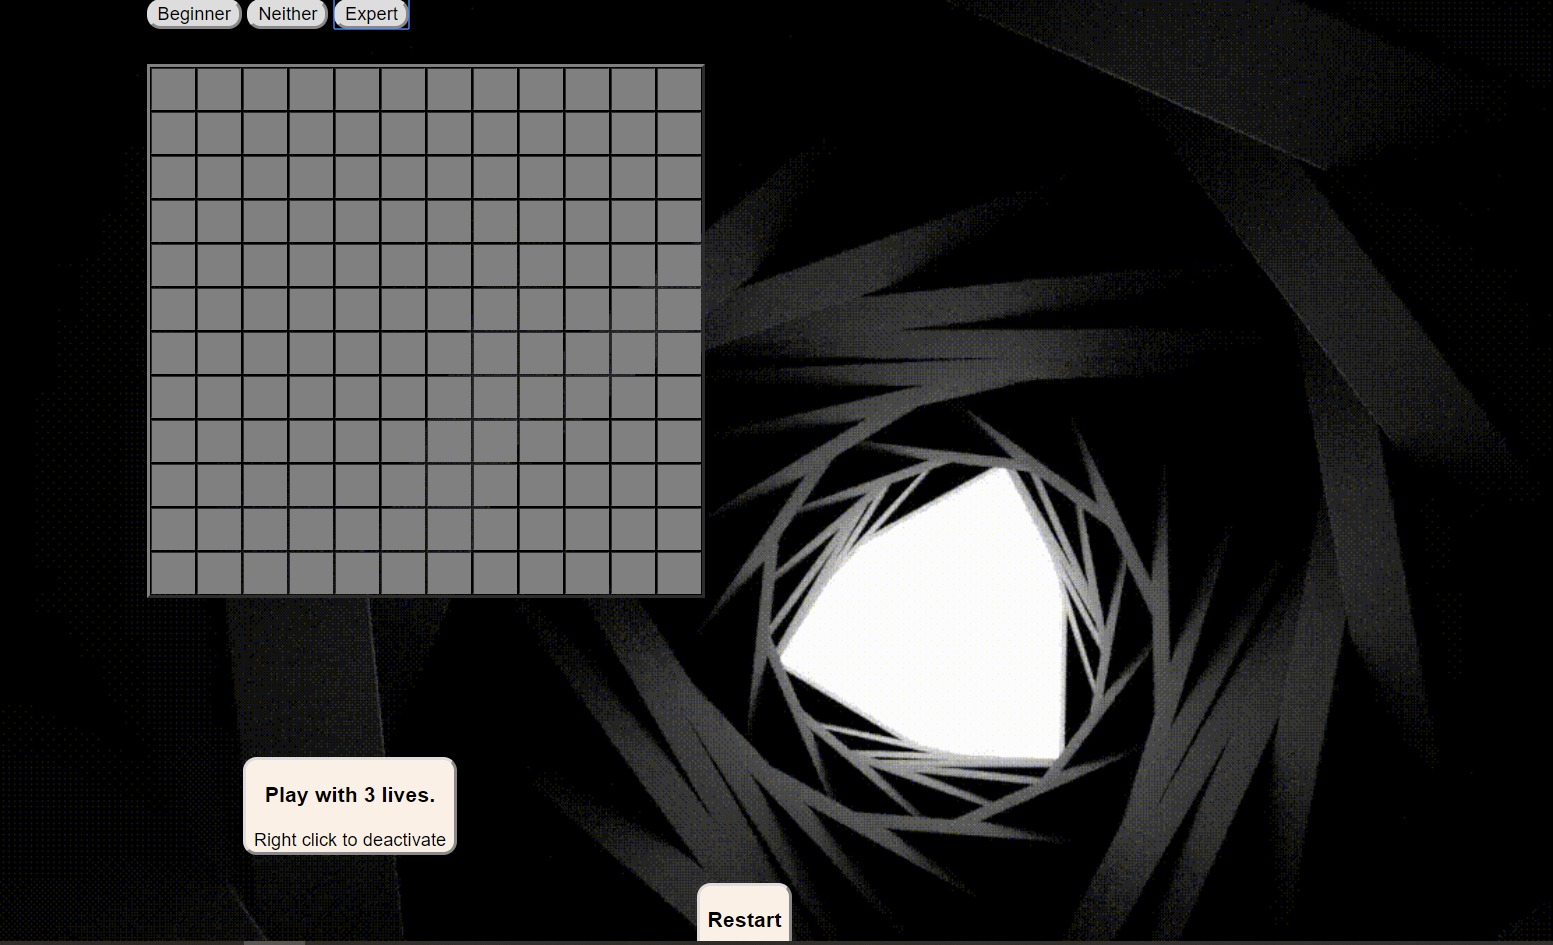 Beginner Neither Expert
Play with 3 lives.
Right click to deactivate
Restart